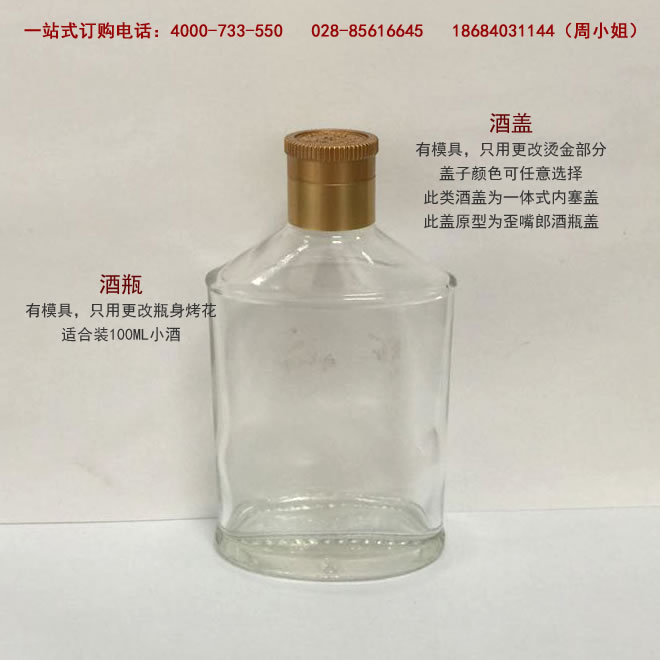 一站式订购电话：4000-733-550 028-85616645 18684031144（周小姐）
酒盖
有模具，只用更改烫金部分
盖子颜色可任意选择
此类酒盖为一体式内塞盖
此盖原型为歪嘴郎酒瓶盖
酒瓶
有模具，只用更改瓶身烤花
适合装100ML小酒